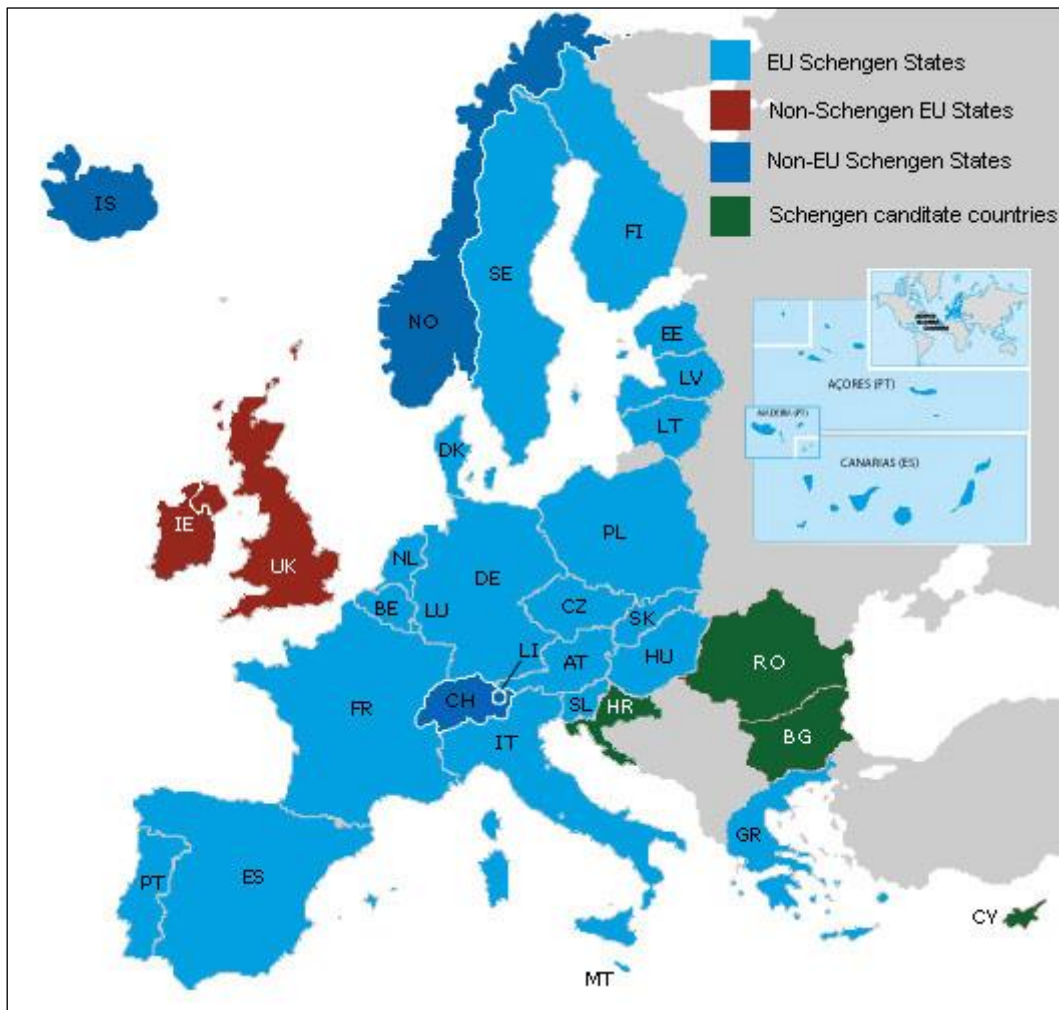 EU Schengen States
Non-Schengen EU States
Non-EU Schengen States
Schengen canditate countries
IS
NO
SE
FI
EE
LV
LT
DK
IE
UK
NL
BE
LU
DE
PL
CZ
SK
LI
AT
HU
FR
CH
IT
SL
HR
RO
BG
PT
ES
GR
MT
CY
AÇORES (PT)
MADEIRA (PT)
CANARIAS (ES)